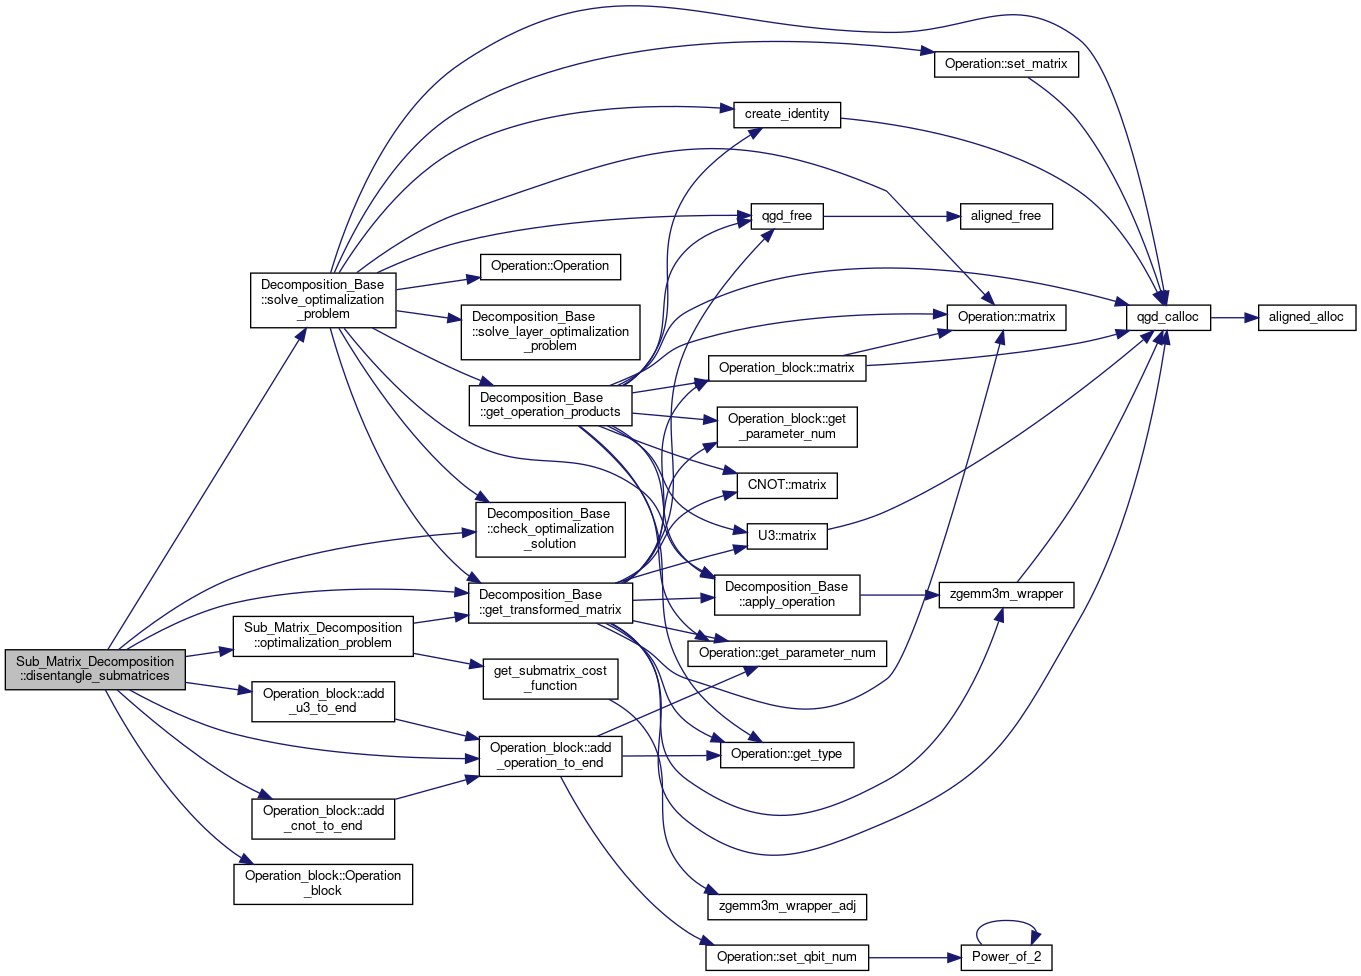 Operation::set_matrix
create_identity
qgd_free
aligned_free
Operation::Operation
Decomposition_Base
::solve_optimalization
_problem
Decomposition_Base
::solve_layer_optimalization
_problem
Operation::matrix
qgd_calloc
aligned_alloc
Operation_block::matrix
Decomposition_Base
::get_operation_products
Operation_block::get
_parameter_num
CNOT::matrix
Decomposition_Base
::check_optimalization
_solution
U3::matrix
Decomposition_Base
::get_transformed_matrix
Decomposition_Base
::apply_operation
zgemm3m_wrapper
Sub_Matrix_Decomposition
::optimalization_problem
Operation::get_parameter_num
Sub_Matrix_Decomposition
::disentangle_submatrices
get_submatrix_cost
_function
Operation_block::add
_u3_to_end
Operation_block::add
_operation_to_end
Operation::get_type
Operation_block::add
_cnot_to_end
Operation_block::Operation
_block
zgemm3m_wrapper_adj
Operation::set_qbit_num
Power_of_2